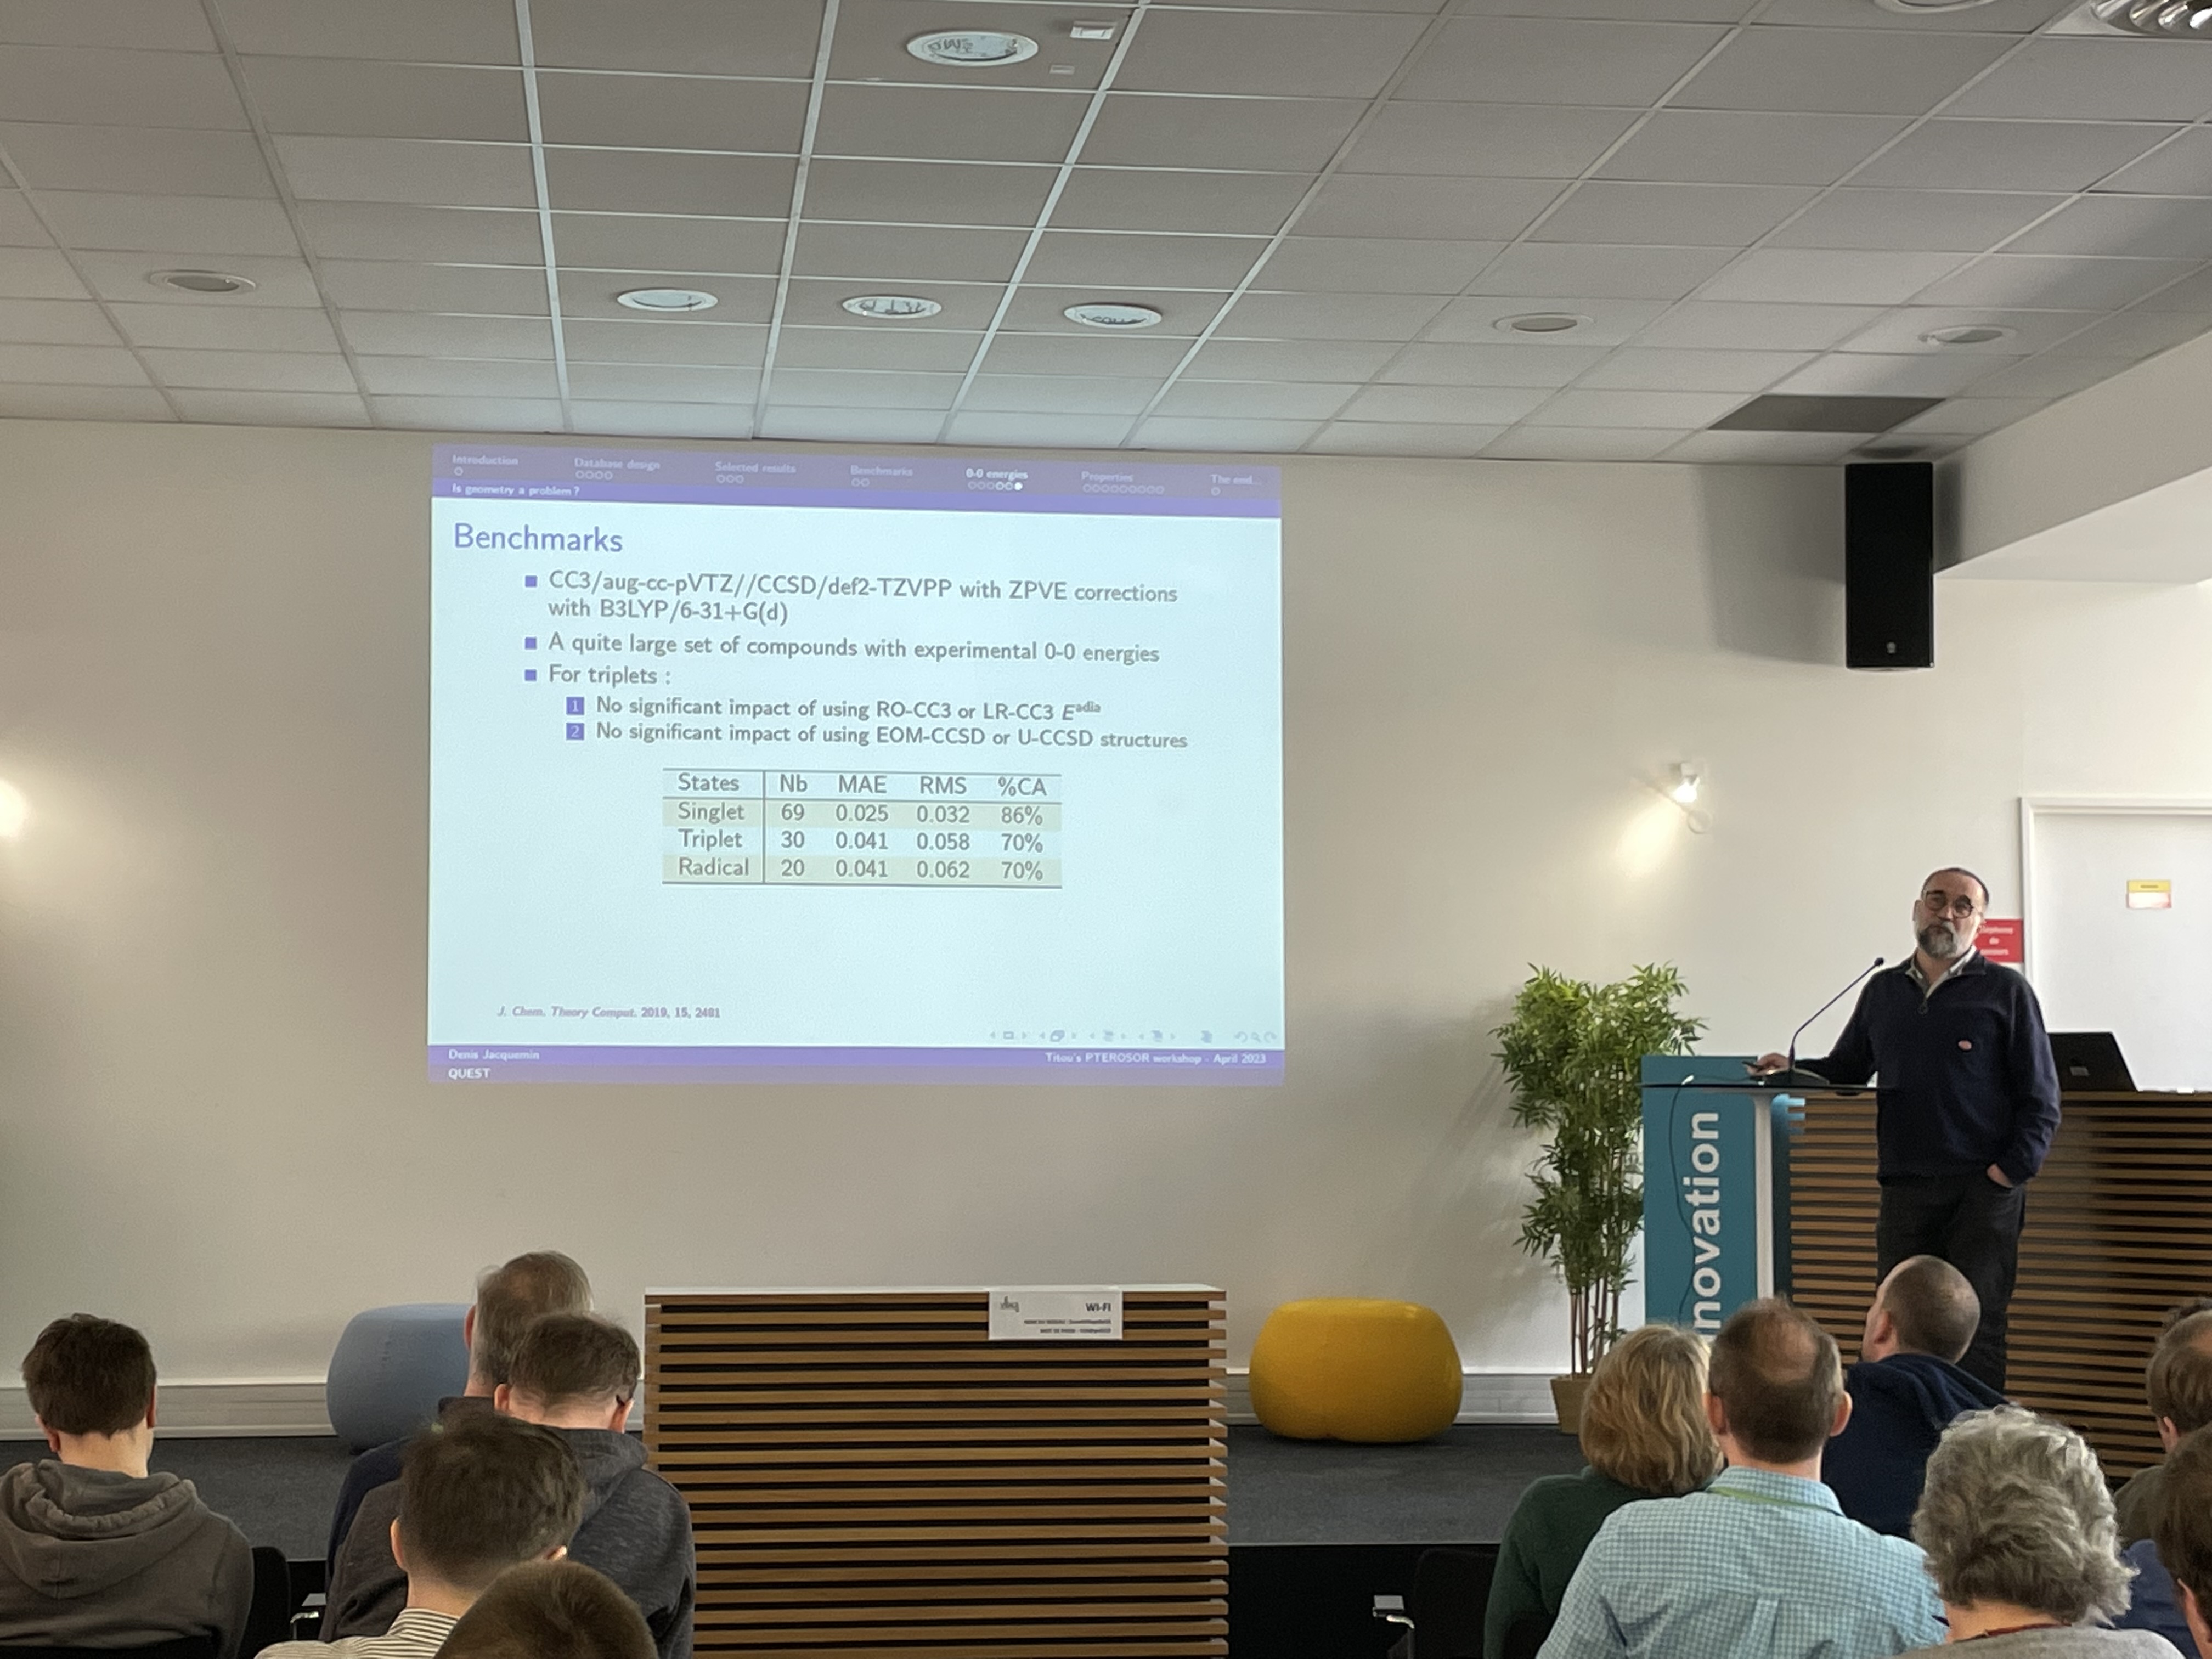 Introduction
Database design
Selected results
Benchmarks
0-0 energies
Properties
The end...
Is geometry a problem ?
Benchmarks
CC3/aug-cc-pVTZ//CCSD/def2-TZVPP with ZPVE corrections
with B3LYP/6-31+G(d)
A quite large set of compounds with experimental 0-0 energies
For triplets :
1 No significant impact of using RO-CC3 or LR-CC3 E^adia
2 No significant impact of using EOM-CCSD or U-CCSD structures
States Nb MAE RMS %CA
Singlet 69 0.025 0.032 86%
Triplet 30 0.041 0.058 70%
Radical 20 0.041 0.062 70%
J. Chem. Theory Comput. 2019, 15, 2481
Denis Jacquemin
Titou's PTEROSOR workshop - April 2023
QUEST
nnovation
WI-FI